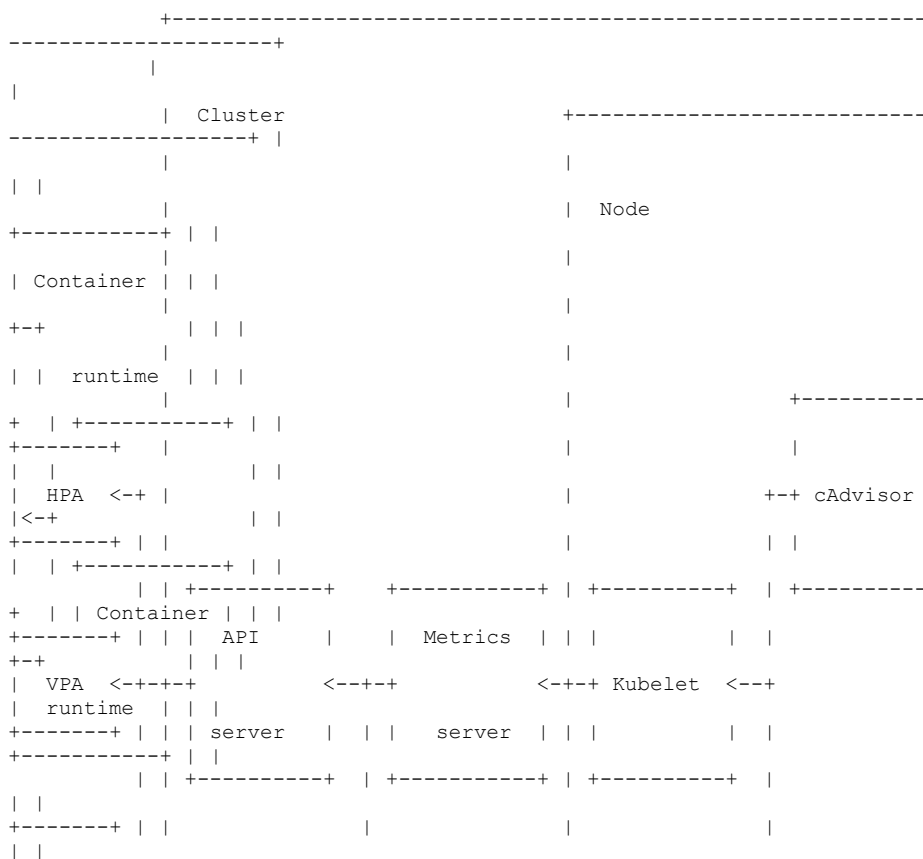 +------------------------------------------------------------
---------------------+
|
|
| Cluster +----------------------------
-------------------+ |
| |
| |
| | Node
+-----------+ | |
| |
| Container | | |
| |
+-+ | | |
| |
| | runtime | | |
| | +----------
+ | +-----------+ | |
+-------+ | | |
| | | |
| HPA <-+ | | +-+ cAdvisor
|<-+ | |
+-------+ | | | | |
| | +-----------+ | |
| | +----------+ +-----------+ | +----------+ | +----------
+ | | Container | | |
+-------+ | | | API | | Metrics | | | | |
+-+ | | |
| VPA <-+-+-+ <--+-+ <-+-+ Kubelet <--+
| runtime | | |
+-------+ | | | server | | | server | | | | |
+-----------+ | |
| | +----------+ | +-----------+ | +----------+ |
| |
+-------+ | | | | |
| |